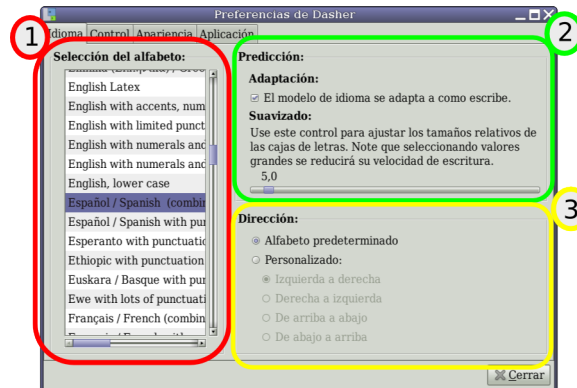 Preferencias de Dasher
Idioma Control Apariencia Aplicación
1
2
Selección del alfabeto:
English Latex
English with accents, num
English with limited punct
English with numerals and
English with numerals and
English, lower case
Español / Spanish (combin
Español / Spanish with pun
Esperanto with punctuatio
Ethiopic with punctuation
Euskara / Basque with pun
Ewe with lots of punctuati
Français / French (combin
Predicción:
Adaptación:
El modelo de idioma se adapta a como escribe.
Suavizado:
Use este control para ajustar los tamaños relativos de
las cajas de letras. Note que seleccionando valores
grandes se reducirá su velocidad de escritura.
5,0
3
Dirección:
Alfabeto predeterminado
Personalizado:
Izquierda a derecha
Derecha a izquierda
De arriba a abajo
De abajo a arriba
Cerrar